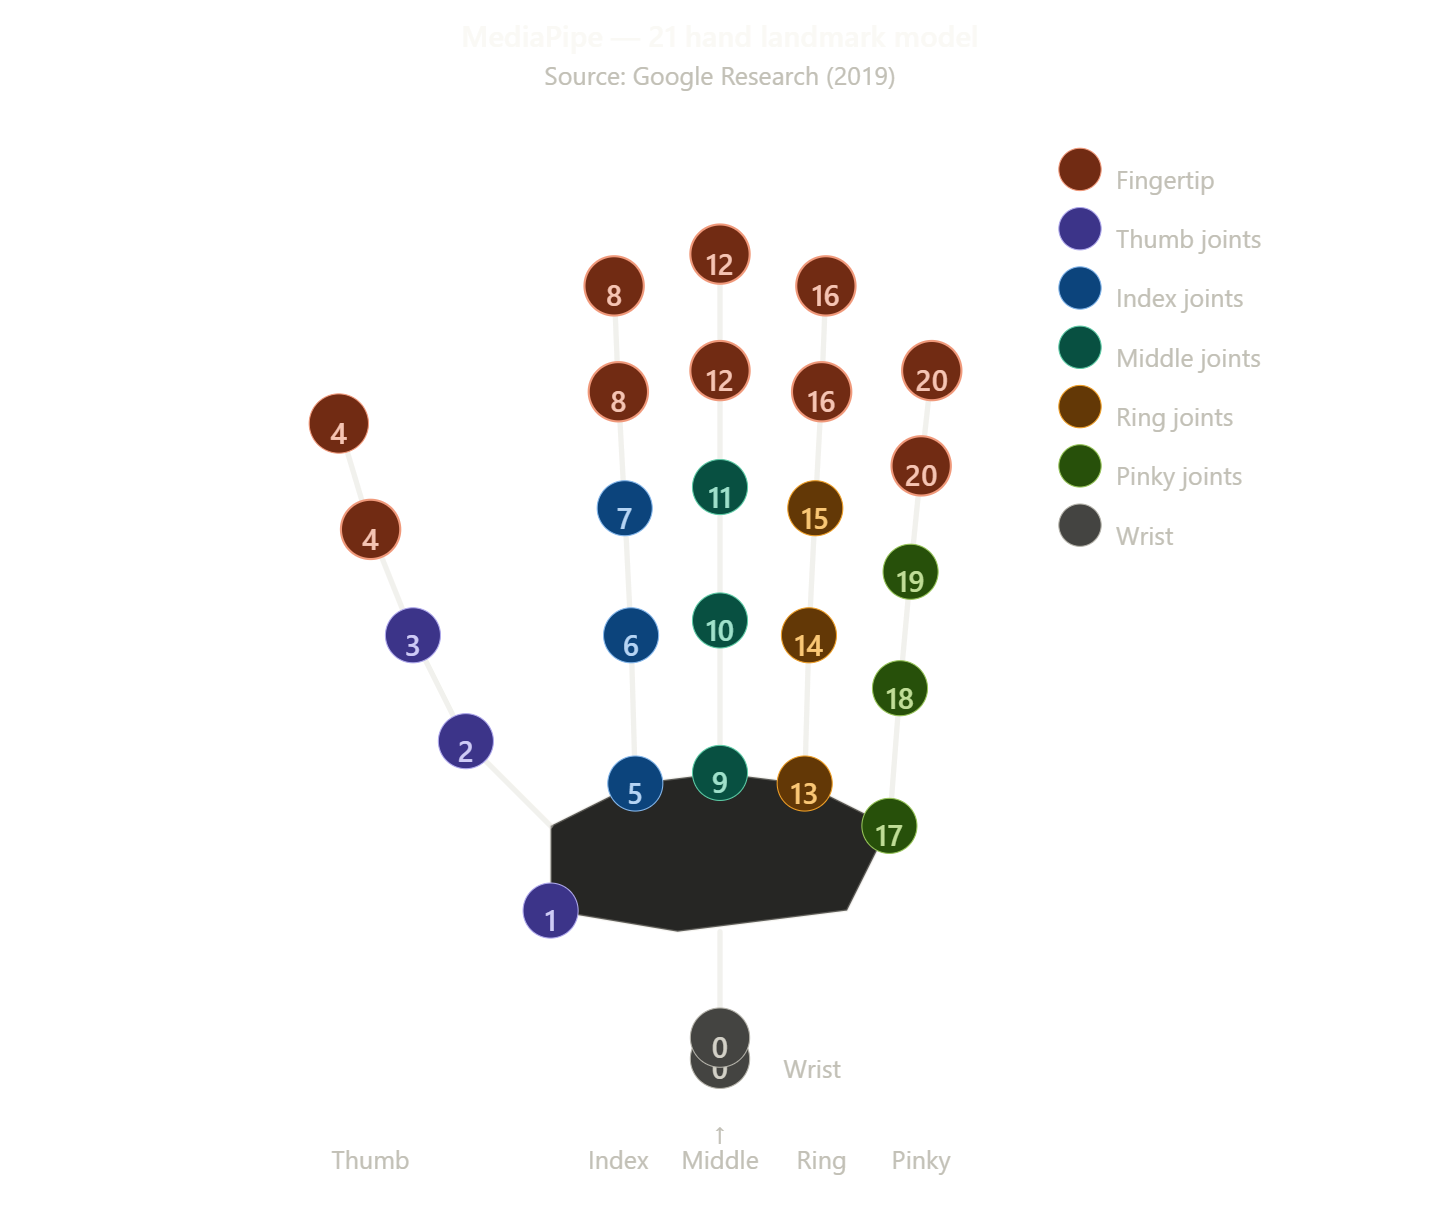 MediaPipe — 21 hand landmark model
Source: Google Research (2019)
Fingertip
Thumb joints
Index joints
Middle joints
Ring joints
Pinky joints
Wrist
12
8
16
12
20
8
16
4
20
11
7
15
4
19
10
6
14
3
18
2
9
5
13
17
1
0
0
Wrist
↑
Thumb Index Middle Ring Pinky